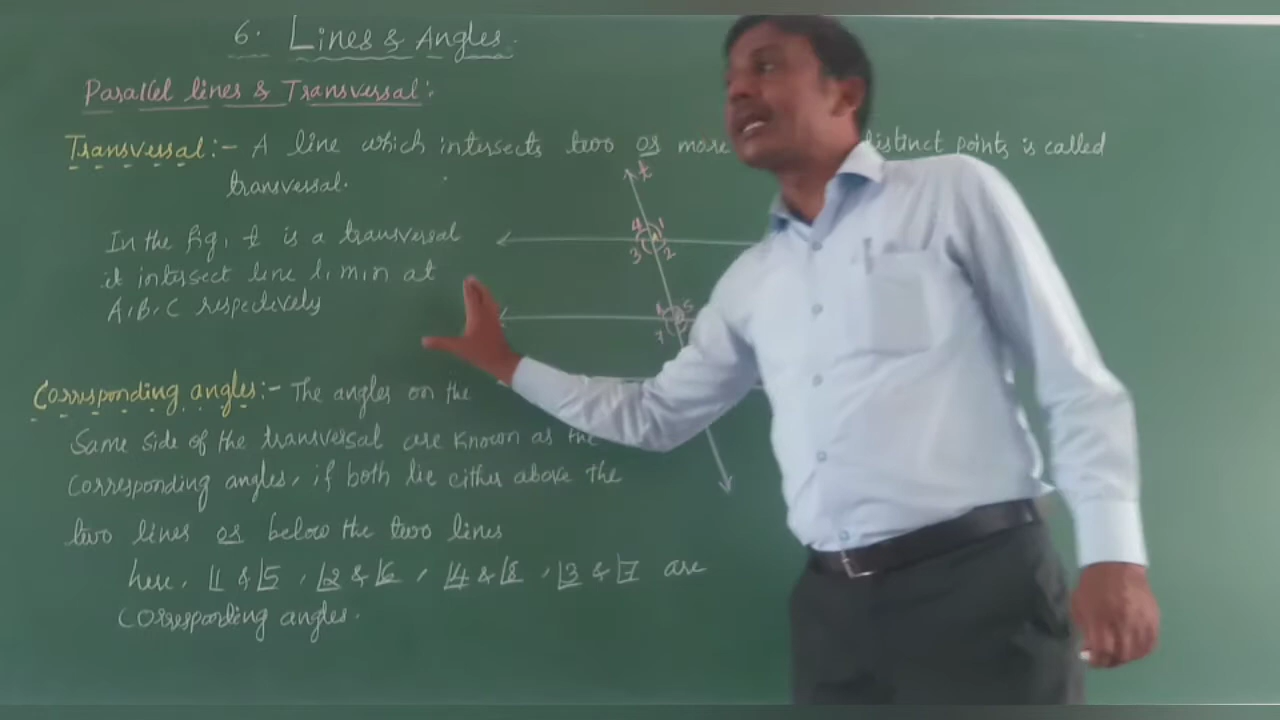 6. Lines & Angles.
Parallel lines & Transversal:
Transversal:- A line which intersects two or more distinct points is called
transversal.
In the fig, t is a transversal
it intersect line l, m, n at
A, B, C respectively
Corresponding angles:- The angles on the
Same side of the transversal are known as the
Corresponding angles, if both lie either above the
two lines or below the two lines
here, ∠1 & ∠5, ∠2 & ∠6, ∠4 & ∠8, ∠3 & ∠7 are
Corresponding angles.
t
4 1
3 2
5
7